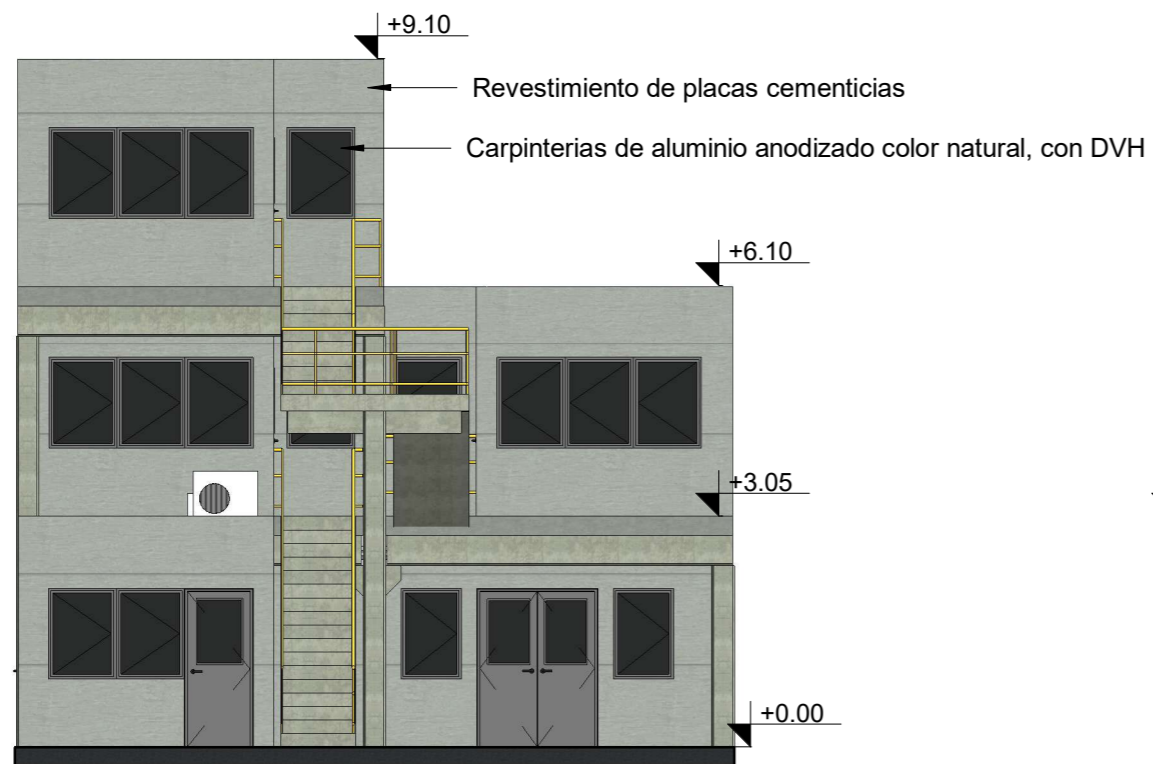 +9.10
Revestimiento de placas cementicias
Carpinterias de aluminio anodizado color natural, con DVH
+6.10
+3.05
+0.00